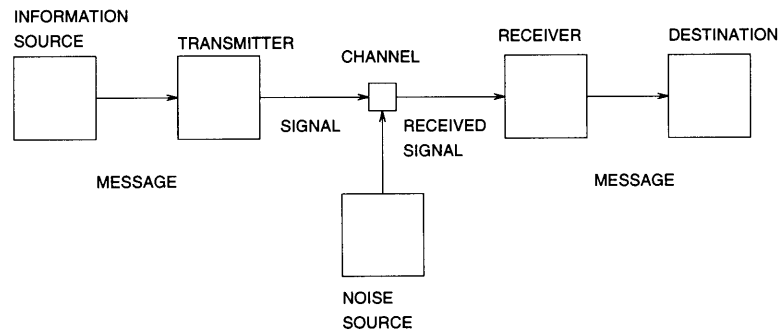 INFORMATION
SOURCE
TRANSMITTER
CHANNEL
RECEIVER
DESTINATION
SIGNAL
RECEIVED
SIGNAL
MESSAGE
MESSAGE
NOISE
SOURCE